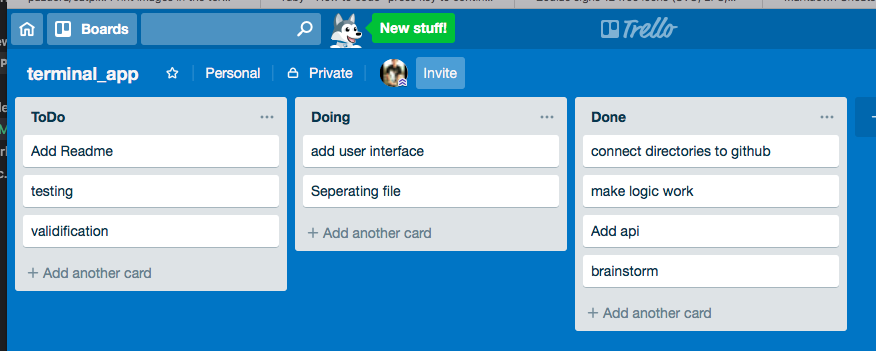 Boards
New stuff!
Trello
terminal_app
Personal
Private
Invite
ToDo
Add Readme
testing
validification
+ Add another card
Doing
add user interface
Seperating file
+ Add another card
Done
connect directories to github
make logic work
Add api
brainstorm
+ Add another card